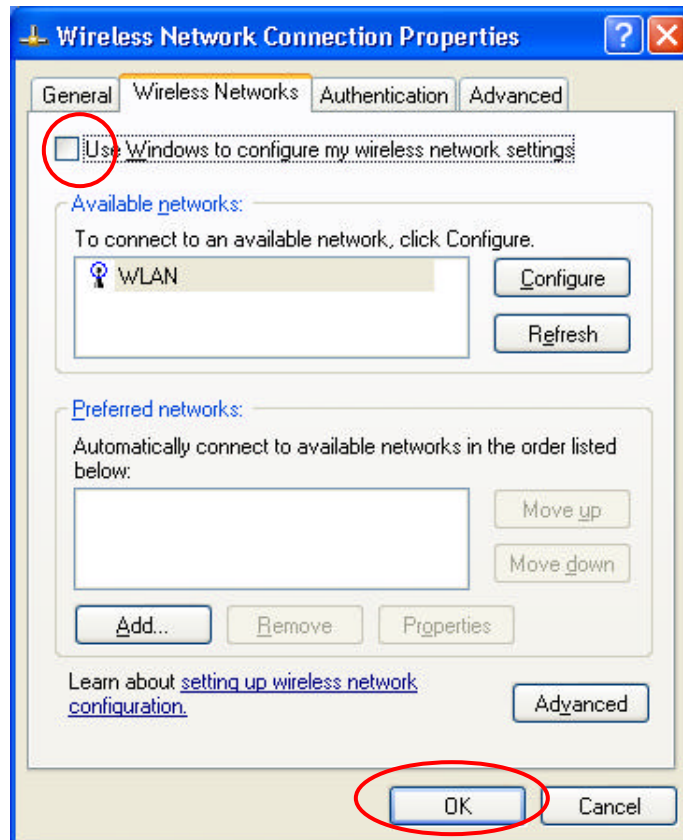 Wireless Network Connection Properties
?
General Wireless Networks Authentication Advanced
Use Windows to configure my wireless network settings
Available networks:
To connect to an available network, click Configure.
WLAN
Configure
Refresh
Preferred networks:
Automatically connect to available networks in the order listed
below:
Move up
Move down
Add... Remove Properties
Learn about setting up wireless network
configuration.
Advanced
OK Cancel